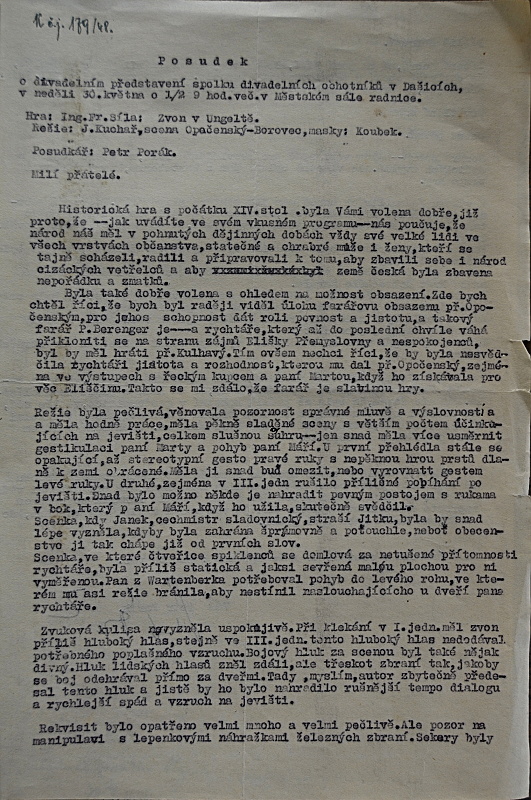 K č.j. 179/48.
P o s u d e k
o divadelním představení spolku divadelních ochotníků v Dašicích,
v neděli 30.května o 1/2 9 hod.več.v Městském sále radnice.
Hra: Ing.Fr.Síla: Zvon v Ungeltě.
Režie: J.Kuchař,scena Opočenský-Borovec,masky: Koubek.
Posudkář: Petr Porák.
Milí přátelé.
Historická hra s počátku XIV.stol .byla Vámi volena dobře,již
proto,že --jak uvádíte ve svém vkusném programu--nás poučuje,že
národ náš měl v pohnutých dějinných dobách vždy své velké lidi ve
všech vrstvách občanstva,statečné a chrabré muže i ženy,kteří se
tajně scházeli,radili a připravovali k tomu,aby zbavili sebe i národ
cizáckých vetřelců a aby země česká byla zbavena
nepořádku a zmatků.
Byla také dobře volena s ohledem na možnost obsazení.Zde bych
chtěl říci,že bych byl raději viděl úlohu farářovu obsazenu př.Opo-
čenským,pro jehos schopnost dát roli pevnost a jistotu,a takový
farář P.Berenger je---a rychtáře,který až do poslední chvíle váhá
přikloniti se na stranu zájmů Elišky Přemyslovny a nespokojenců,
byl by měl hráti př.Kulhavý.Tím ovšem nechci říci,že by byla nesvěd-
čila rychtáři jistota a rozhodnost,kterou mu dal př.Opočenský,zejmé-
na ve výstupech s řeckým kupcem a paní Martou,když ho získávala pro
věc Eliščinu.Takto se mi zdálo,že farář je slabinou hry.
Režie byla pečlivá,věnovala pozornost správné mluvě a výslovnosti/a
a měla hodně práce,měla pěkně sladěné sceny s větším počtem účinku-
jících na jevišti,celkem slušnou souhru--jen snad měla více usměrnit
gestikulaci paní Marty a pohyb paní Máří.U první přehlédla stále se
opakující,až stereotypní gesto pravé ruky s nepěknou hrou prstů dla-
ně k zemi obrácené.Měla ji snad buď omezit,nebo vyrovnatt gestem
levé ruky.U druhé,zejména v III.jedn rušilo příličné pobíhání po
jevišti.Snad bylo možno někde je nahradit pevným postojem s rukama
v bok,který p aní Máří,když ho užila,skutečně svědčil.
Scenka,kdy Janek,cechmistr sladovnický,straší Jitku,byla by snad
lépe vyzněla,kdyby byla zahrána šprýmovně a potouchle,neboť obecen-
stvo ji tak chápe již od prvních slov.
Scenka,ve které čtveřice spiklenců se domlová za netušené přítomnosti
rychtáře,byla příliš statická a jaksi sevřená malou plochou pro ni
vyměřenou.Pan z Wartenberka potřeboval pohyb do levého rohu,ve kte-
rém mu asi režie bránila,aby nestínil naslouchajícícho u dveří pana
rychtáře.
Zvuková kulisa nevyzněla uspokojivě.Při klekání v I.jedn.měl zvon
příliš hluboký hlas,stejně ve III.jedn.tento hluboký hlas nedodával
potřebného poplašného vzruchu.Bojový hluk za scenou byl také nějak
divný.Hluk lidských hlasů zněl zdáli,ale třeskot zbraní tak,jakoby
se boj odehrával přímo za dveřmi.Tady ,myslím,autor zbytečně přede-
sal tento hluk a jistě by ho bylo nahradilo rušnější tempo dialogu
a rychlejší spád a vzruch na jevišti.
Rekvisit bylo opatřeno velmi mnoho a velmi pečlivě.Ale pozor na
manipulavi s lepenkovými náhražkami železných zbraní.Sekery byly